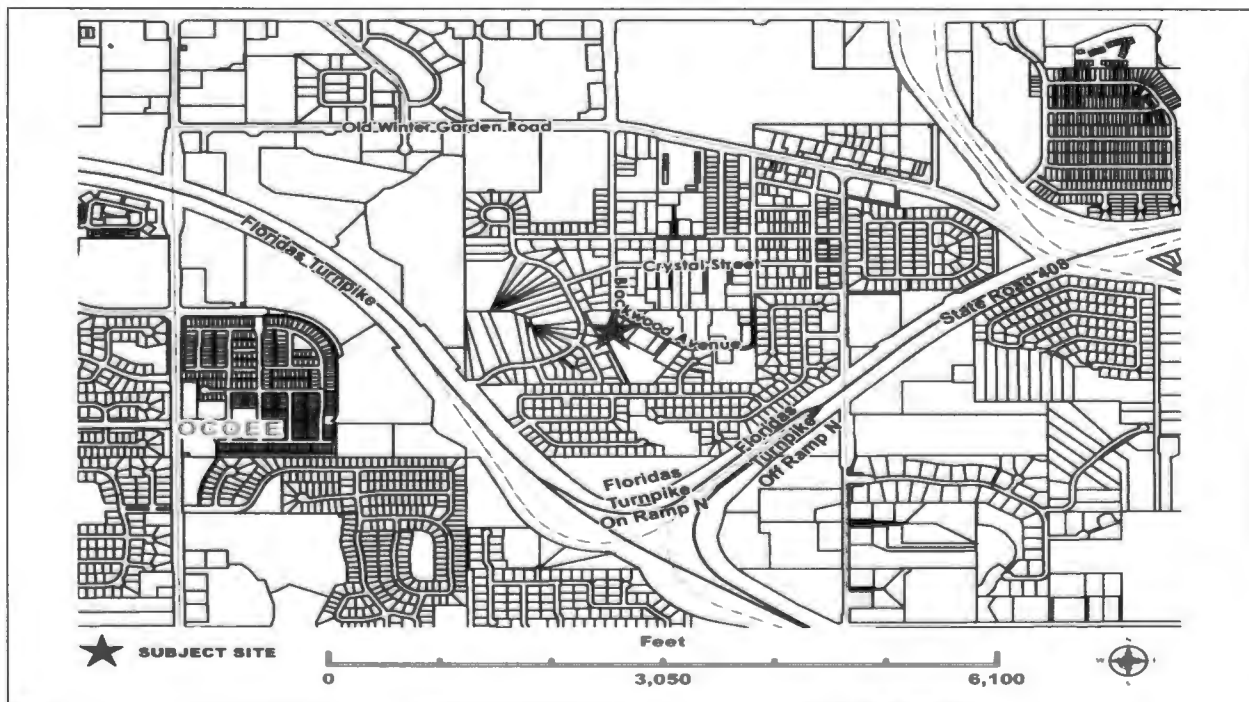 Old Winter Garden Road
Floridas Turnpike
Crystal Street
Blackwood Avenue
State Road 408
OCOEE
Floridas
Turnpike
Off Ramp N
Floridas
Turnpike
On Ramp N
SUBJECT SITE
Feet
0
3,050
6,100
W